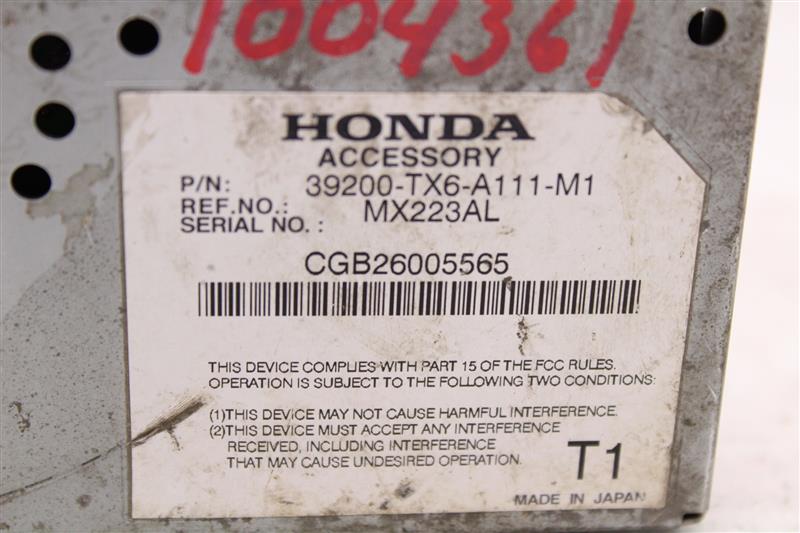 1004361
HONDA
ACCESSORY
P/N: 39200-TX6-A111-M1
REF.NO.: MX223AL
SERIAL NO. :
CGB26005565
THIS DEVICE COMPLIES WITH PART 15 OF THE FCC RULES.
OPERATION IS SUBJECT TO THE FOLLOWING TWO CONDITIONS:
(1)THIS DEVICE MAY NOT CAUSE HARMFUL INTERFERENCE.
(2)THIS DEVICE MUST ACCEPT ANY INTERFERENCE
RECEIVED, INCLUDING INTERFERENCE
THAT MAY CAUSE UNDESIRED OPERATION.
T1
MADE IN JAPAN